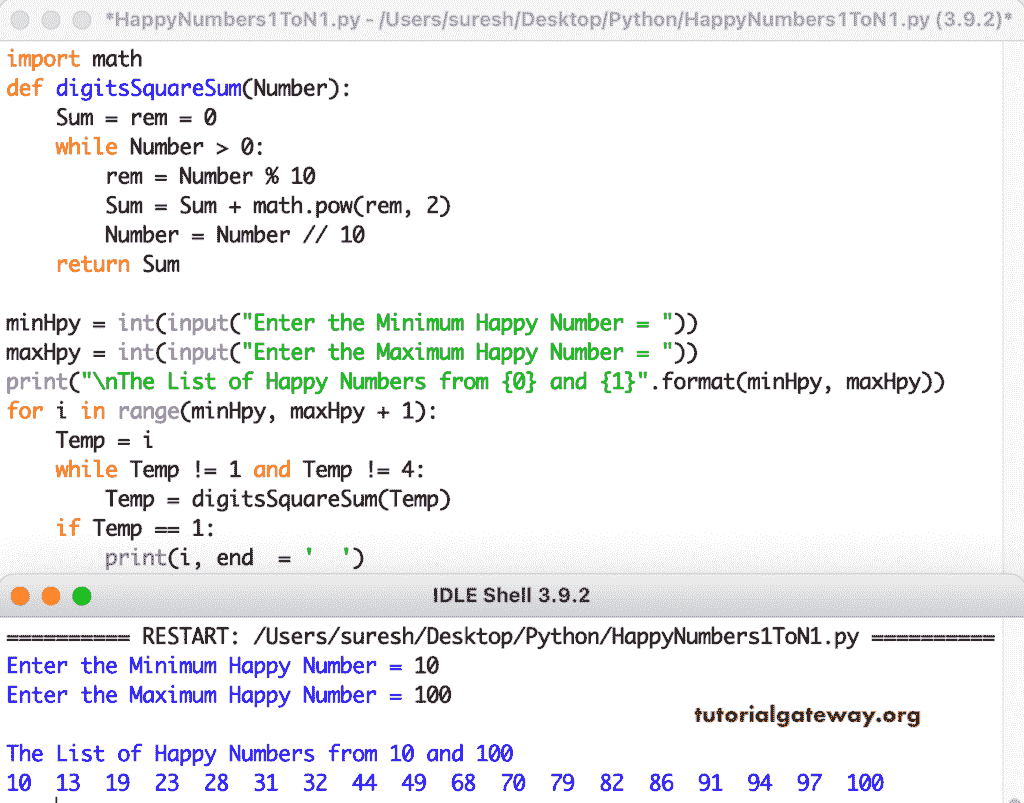 *HappyNumbers1ToN1.py - /Users/suresh/Desktop/Python/HappyNumbers1ToN1.py (3.9.2)*
import math
def digitsSquareSum(Number):
    Sum = rem = 0
    while Number > 0:
        rem = Number % 10
        Sum = Sum + math.pow(rem, 2)
        Number = Number // 10
    return Sum

minHpy = int(input("Enter the Minimum Happy Number = "))
maxHpy = int(input("Enter the Maximum Happy Number = "))
print("\nThe List of Happy Numbers from {0} and {1}".format(minHpy, maxHpy))
for i in range(minHpy, maxHpy + 1):
    Temp = i
    while Temp != 1 and Temp != 4:
        Temp = digitsSquareSum(Temp)
    if Temp == 1:
        print(i, end  = '  ')
IDLE Shell 3.9.2
========== RESTART: /Users/suresh/Desktop/Python/HappyNumbers1ToN1.py ==========
Enter the Minimum Happy Number = 10
Enter the Maximum Happy Number = 100
tutorialgateway.org
The List of Happy Numbers from 10 and 100
10  13  19  23  28  31  32  44  49  68  70  79  82  86  91  94  97  100